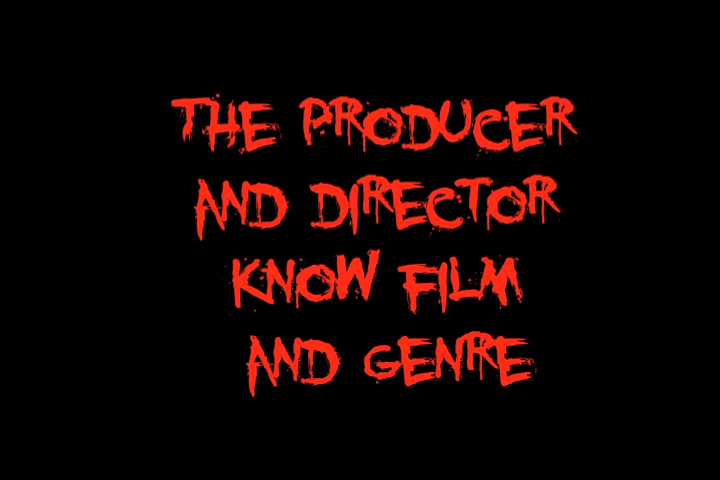 THE PRODUCER
AND DIRECTOR
KNOW FILM
AND GENRE